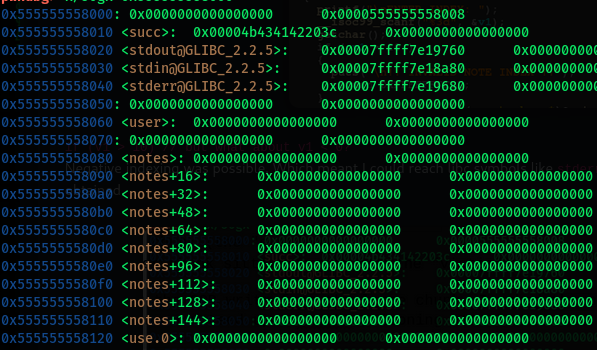 0x555555558000: 0x0000000000000000 0x0000555555558008
0x555555558010 <succ>: 0x00004b434142203c 0x0000000000000000
0x555555558020 <stdout@GLIBC_2.2.5>: 0x00007ffff7e19760 0x000000000
0x555555558030 <stdin@GLIBC_2.2.5>: 0x00007ffff7e18a80 0x000000000
0x555555558040 <stderr@GLIBC_2.2.5>: 0x00007ffff7e19680 0x000000000
0x555555558050: 0x0000000000000000 0x0000000000000000
0x555555558060 <user>: 0x0000000000000000 0x0000000000000000
0x555555558070: 0x0000000000000000 0x0000000000000000
0x555555558080 <notes>: 0x0000000000000000 0x0000000000000000
0x555555558090 <notes+16>: 0x0000000000000000 0x0000000000000000
0x5555555580a0 <notes+32>: 0x0000000000000000 0x0000000000000000
0x5555555580b0 <notes+48>: 0x0000000000000000 0x0000000000000000
0x5555555580c0 <notes+64>: 0x0000000000000000 0x0000000000000000
0x5555555580d0 <notes+80>: 0x0000000000000000 0x0000000000000000
0x5555555580e0 <notes+96>: 0x0000000000000000 0x0000000000000000
0x5555555580f0 <notes+112>: 0x0000000000000000 0x0000000000000000
0x555555558100 <notes+128>: 0x0000000000000000 0x0000000000000000
0x555555558110 <notes+144>: 0x0000000000000000 0x0000000000000000
0x555555558120 <use.0>: 0x0000000000000000 0x0000000000000000